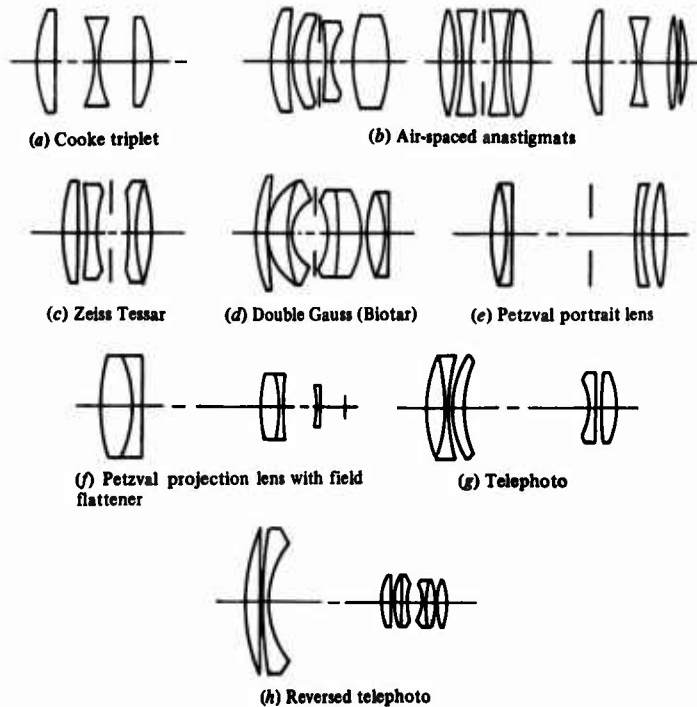 (a) Cooke triplet
(b) Air-spaced anastigmats
(c) Zeiss Tessar
(d) Double Gauss (Biotar)
(e) Petzval portrait lens
(f) Petzval projection lens with field
flattener
(g) Telephoto
(h) Reversed telephoto